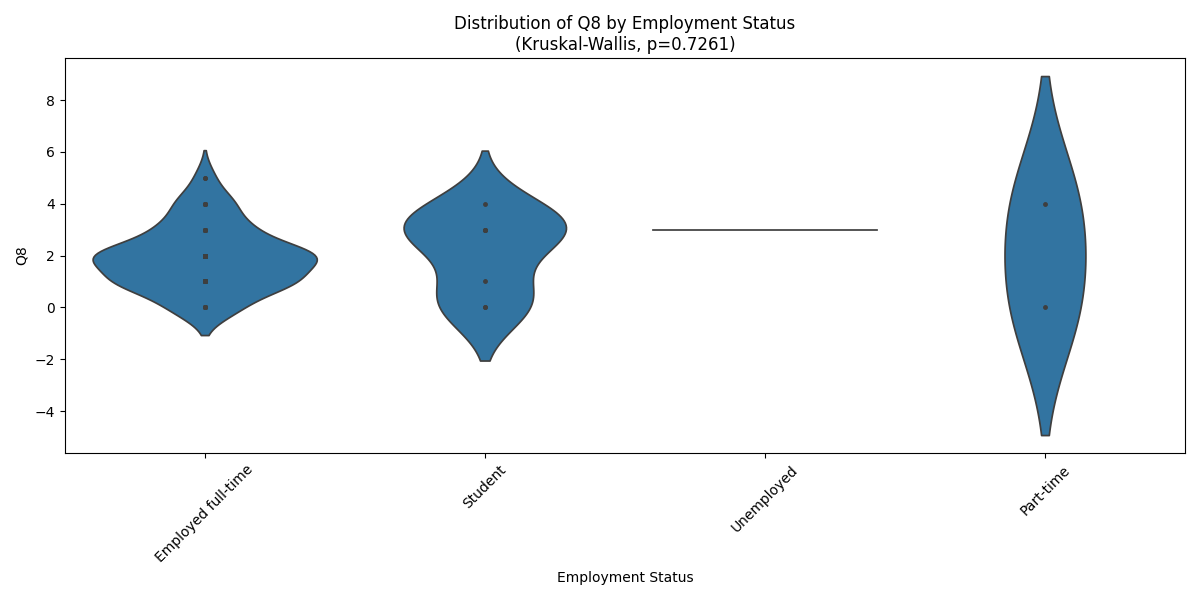 Distribution of Q8 by Employment Status
(Kruskal-Wallis, p=0.7261)
8
6
4
2
0
−2
−4
Q8
Employed full-time
Student
Unemployed
Part-time
Employment Status